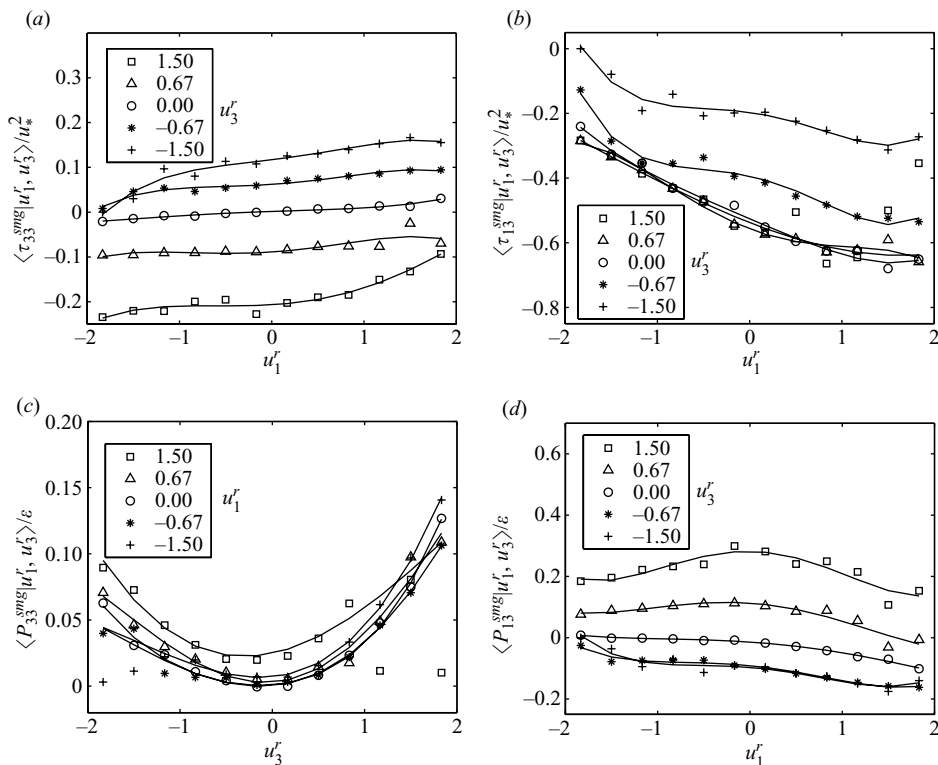 (a)
⟨τ₃₃ˢᵐᵍ|u₁ʳ, u₃ʳ⟩/u*²
0.3
0.2
0.1
0
−0.1
−0.2
1.50
0.67
0.00
−0.67
−1.50
u₃ʳ
−2 −1 0 1 2
u₁ʳ
(b)
⟨τ₁₃ˢᵐᵍ|u₁ʳ, u₃ʳ⟩/u*²
0
−0.2
−0.4
−0.6
−0.8
1.50
0.67
0.00
−0.67
−1.50
u₃ʳ
−2 −1 0 1 2
u₁ʳ
(c)
⟨P₃₃ˢᵐᵍ|u₁ʳ, u₃ʳ⟩/ε
0.20
0.15
0.10
0.05
0
1.50
0.67
0.00
−0.67
−1.50
u₁ʳ
−2 −1 0 1 2
u₃ʳ
(d)
⟨P₁₃ˢᵐᵍ|u₁ʳ, u₃ʳ⟩/ε
0.6
0.4
0.2
0
−0.2
1.50
0.67
0.00
−0.67
−1.50
u₃ʳ
−2 −1 0 1 2
u₁ʳ